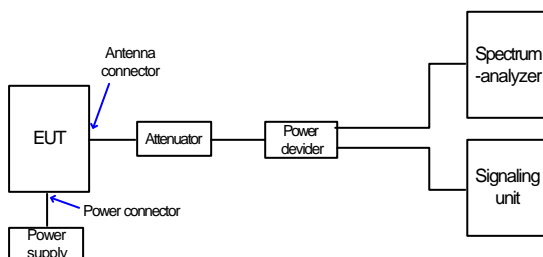 Antenna
connector
Spectrum
-analyzer
EUT
Attenuator
Power
devider
Signaling
unit
Power connector
Power
supply